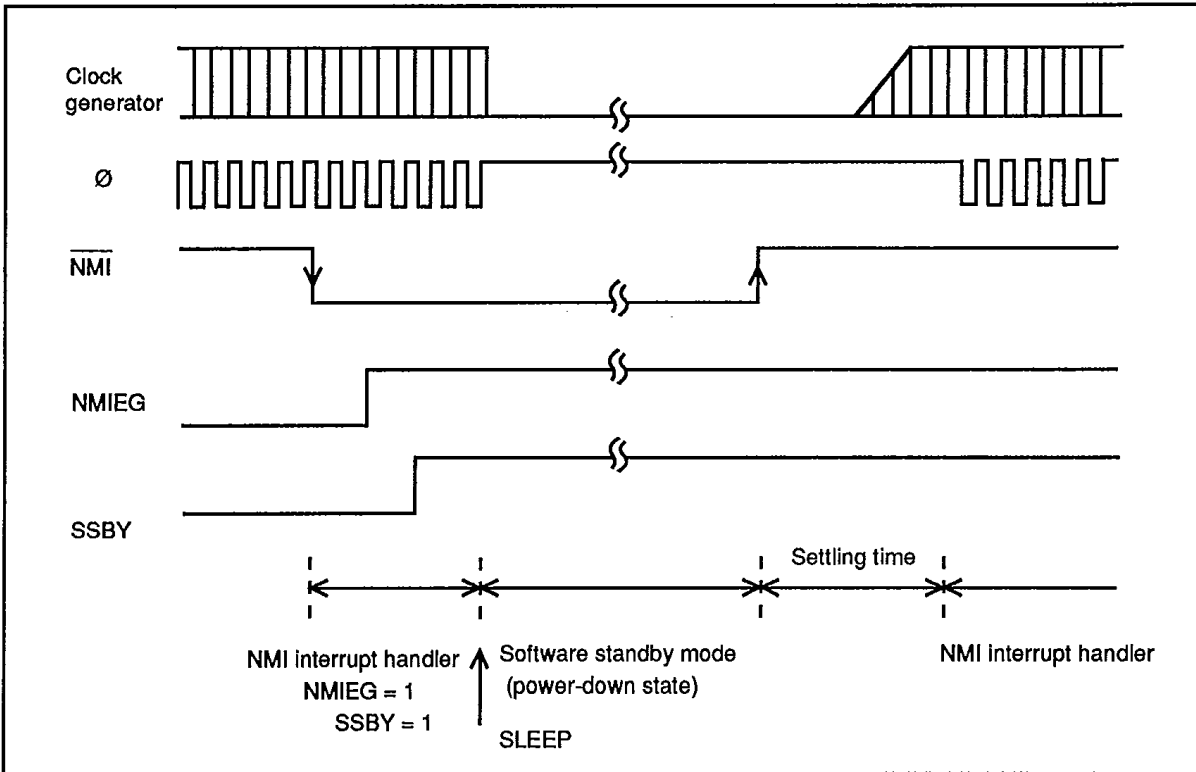 Clock
generator
Ø
N̅M̅I̅
NMIEG
SSBY
Settling time
NMI interrupt handler
NMIEG = 1
SSBY = 1
Software standby mode
(power-down state)
SLEEP
NMI interrupt handler